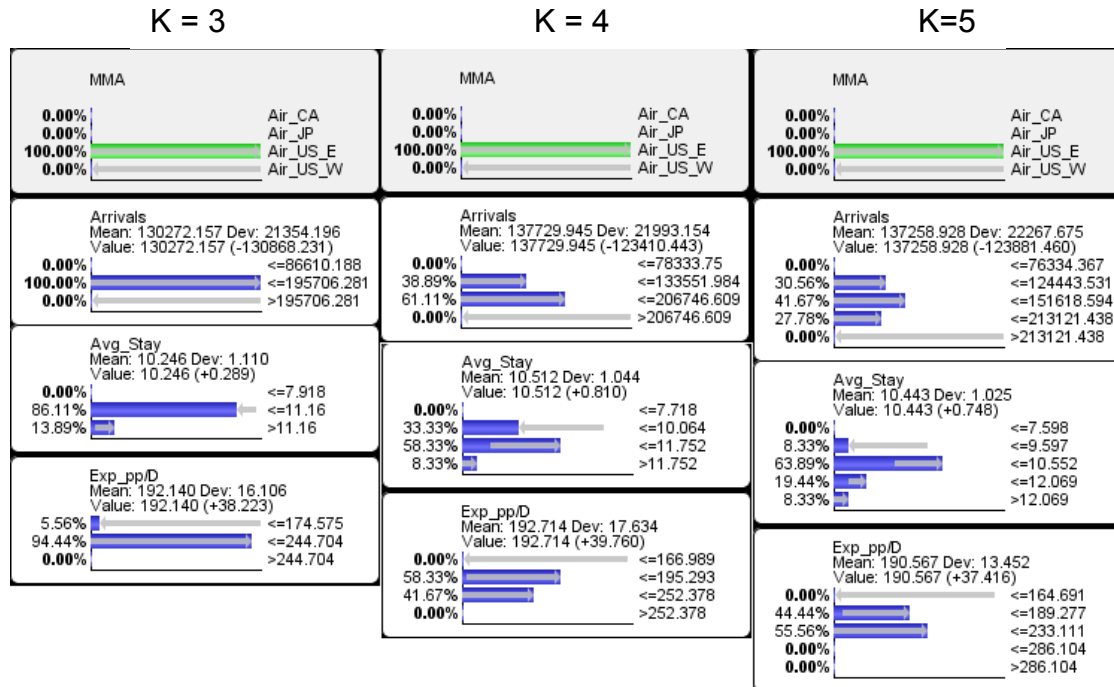 K = 3
K = 4
K=5
MMA
0.00% Air_CA
0.00% Air_JP
100.00% Air_US_E
0.00% Air_US_W
Arrivals
Mean: 130272.157 Dev: 21354.196
Value: 130272.157 (-130868.231)
0.00% <=86610.188
100.00% <=195706.281
0.00% >195706.281
Avg_Stay
Mean: 10.246 Dev: 1.110
Value: 10.246 (+0.289)
0.00% <=7.918
86.11% <=11.16
13.89% >11.16
Exp_pp/D
Mean: 192.140 Dev: 16.106
Value: 192.140 (+38.223)
5.56% <=174.575
94.44% <=244.704
0.00% >244.704
MMA
0.00% Air_CA
0.00% Air_JP
100.00% Air_US_E
0.00% Air_US_W
Arrivals
Mean: 137729.945 Dev: 21993.154
Value: 137729.945 (-123410.443)
0.00% <=78333.75
38.89% <=133551.984
61.11% <=206746.609
0.00% >206746.609
Avg_Stay
Mean: 10.512 Dev: 1.044
Value: 10.512 (+0.810)
0.00% <=7.718
33.33% <=10.064
58.33% <=11.752
8.33% >11.752
Exp_pp/D
Mean: 192.714 Dev: 17.634
Value: 192.714 (+39.760)
0.00% <=166.989
58.33% <=195.293
41.67% <=252.378
0.00% >252.378
MMA
0.00% Air_CA
0.00% Air_JP
100.00% Air_US_E
0.00% Air_US_W
Arrivals
Mean: 137258.928 Dev: 22267.675
Value: 137258.928 (-123881.460)
0.00% <=76334.367
30.56% <=124443.531
41.67% <=151618.594
27.78% <=213121.438
0.00% >213121.438
Avg_Stay
Mean: 10.443 Dev: 1.025
Value: 10.443 (+0.748)
0.00% <=7.598
8.33% <=9.597
63.89% <=10.552
19.44% <=12.069
8.33% >12.069
Exp_pp/D
Mean: 190.567 Dev: 13.452
Value: 190.567 (+37.416)
0.00% <=164.691
44.44% <=189.277
55.56% <=233.111
0.00% <=286.104
0.00% >286.104